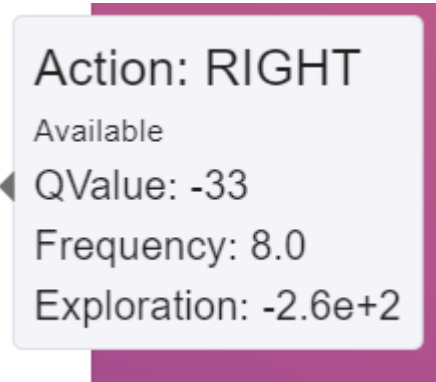 Action: RIGHT
Available
QValue: -33
Frequency: 8.0
Exploration: -2.6e+2